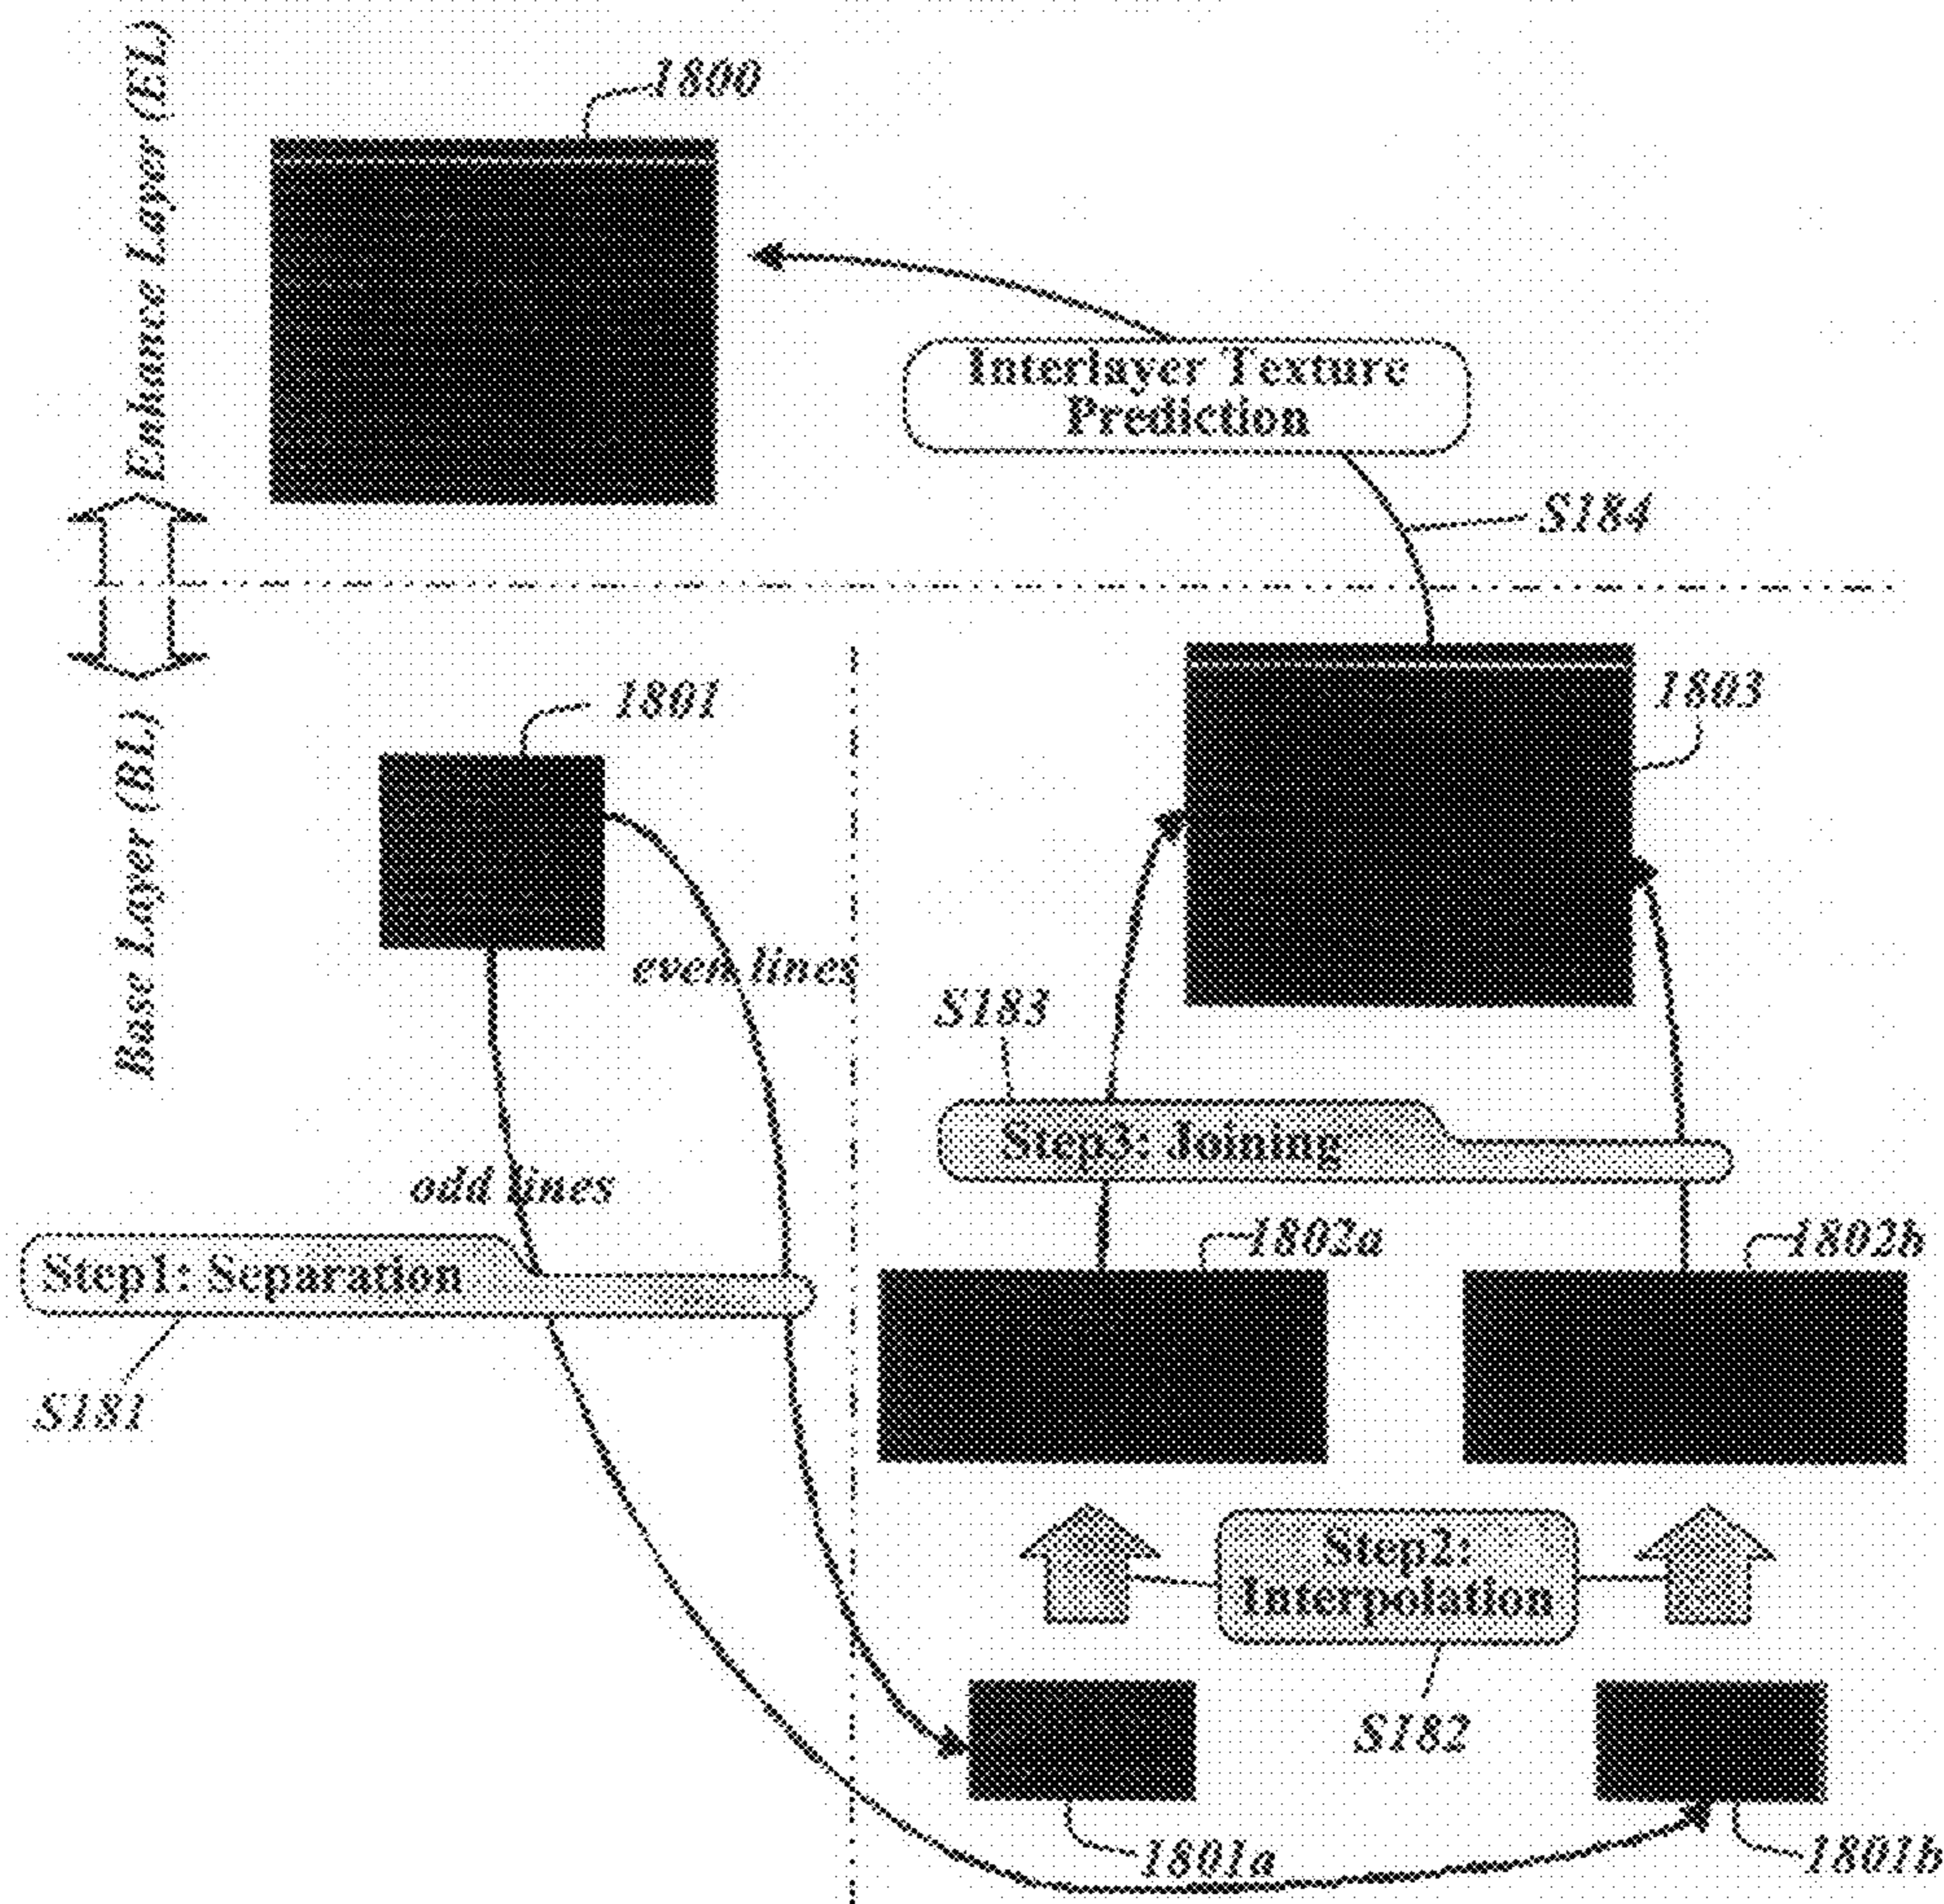 Enhance Layer (EL)
1800
Interlayer Texture
Prediction
S184
Base Layer (BL)
1801
1803
even lines
S183
Step3: Joining
odd lines
Step1: Separation
S181
1802a
1802b
Step2:
Interpolation
S182
1801a
1801b